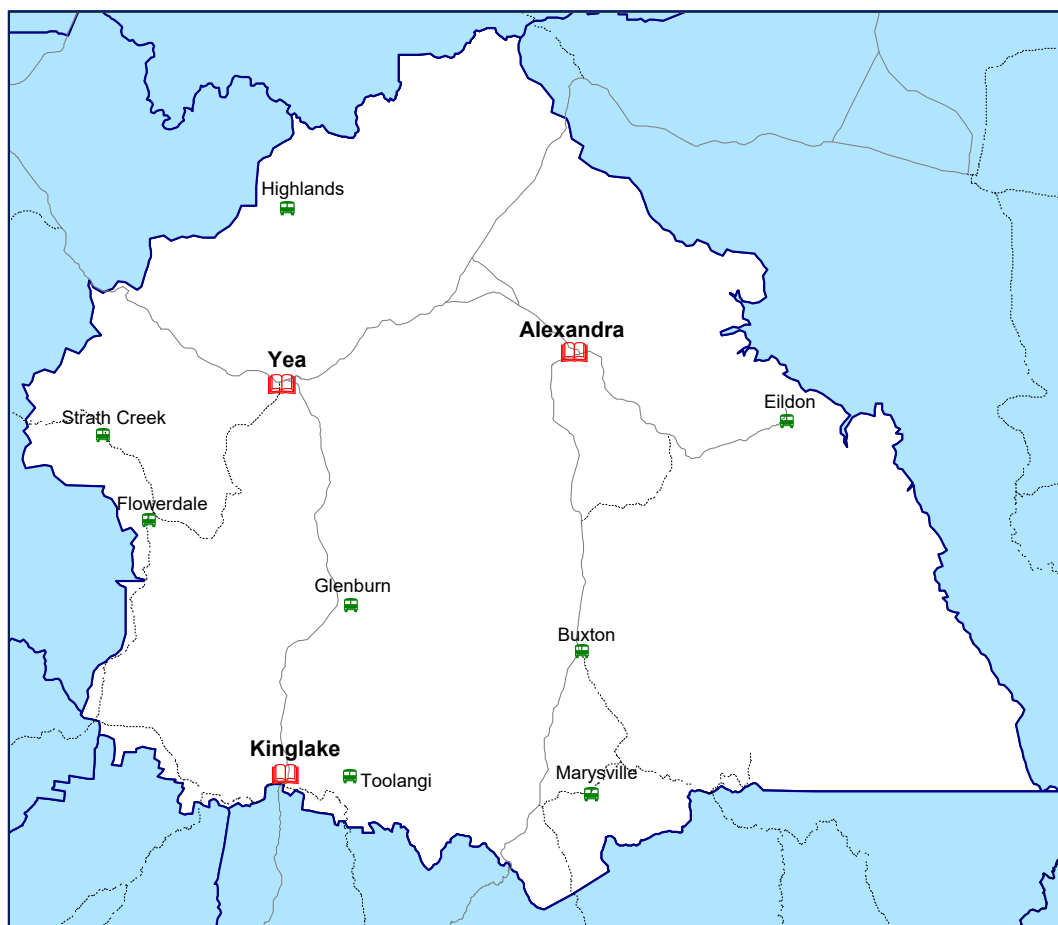 Highlands
Alexandra
Yea
Eildon
Strath Creek
Flowerdale
Glenburn
Buxton
Kinglake
Marysville
Toolangi